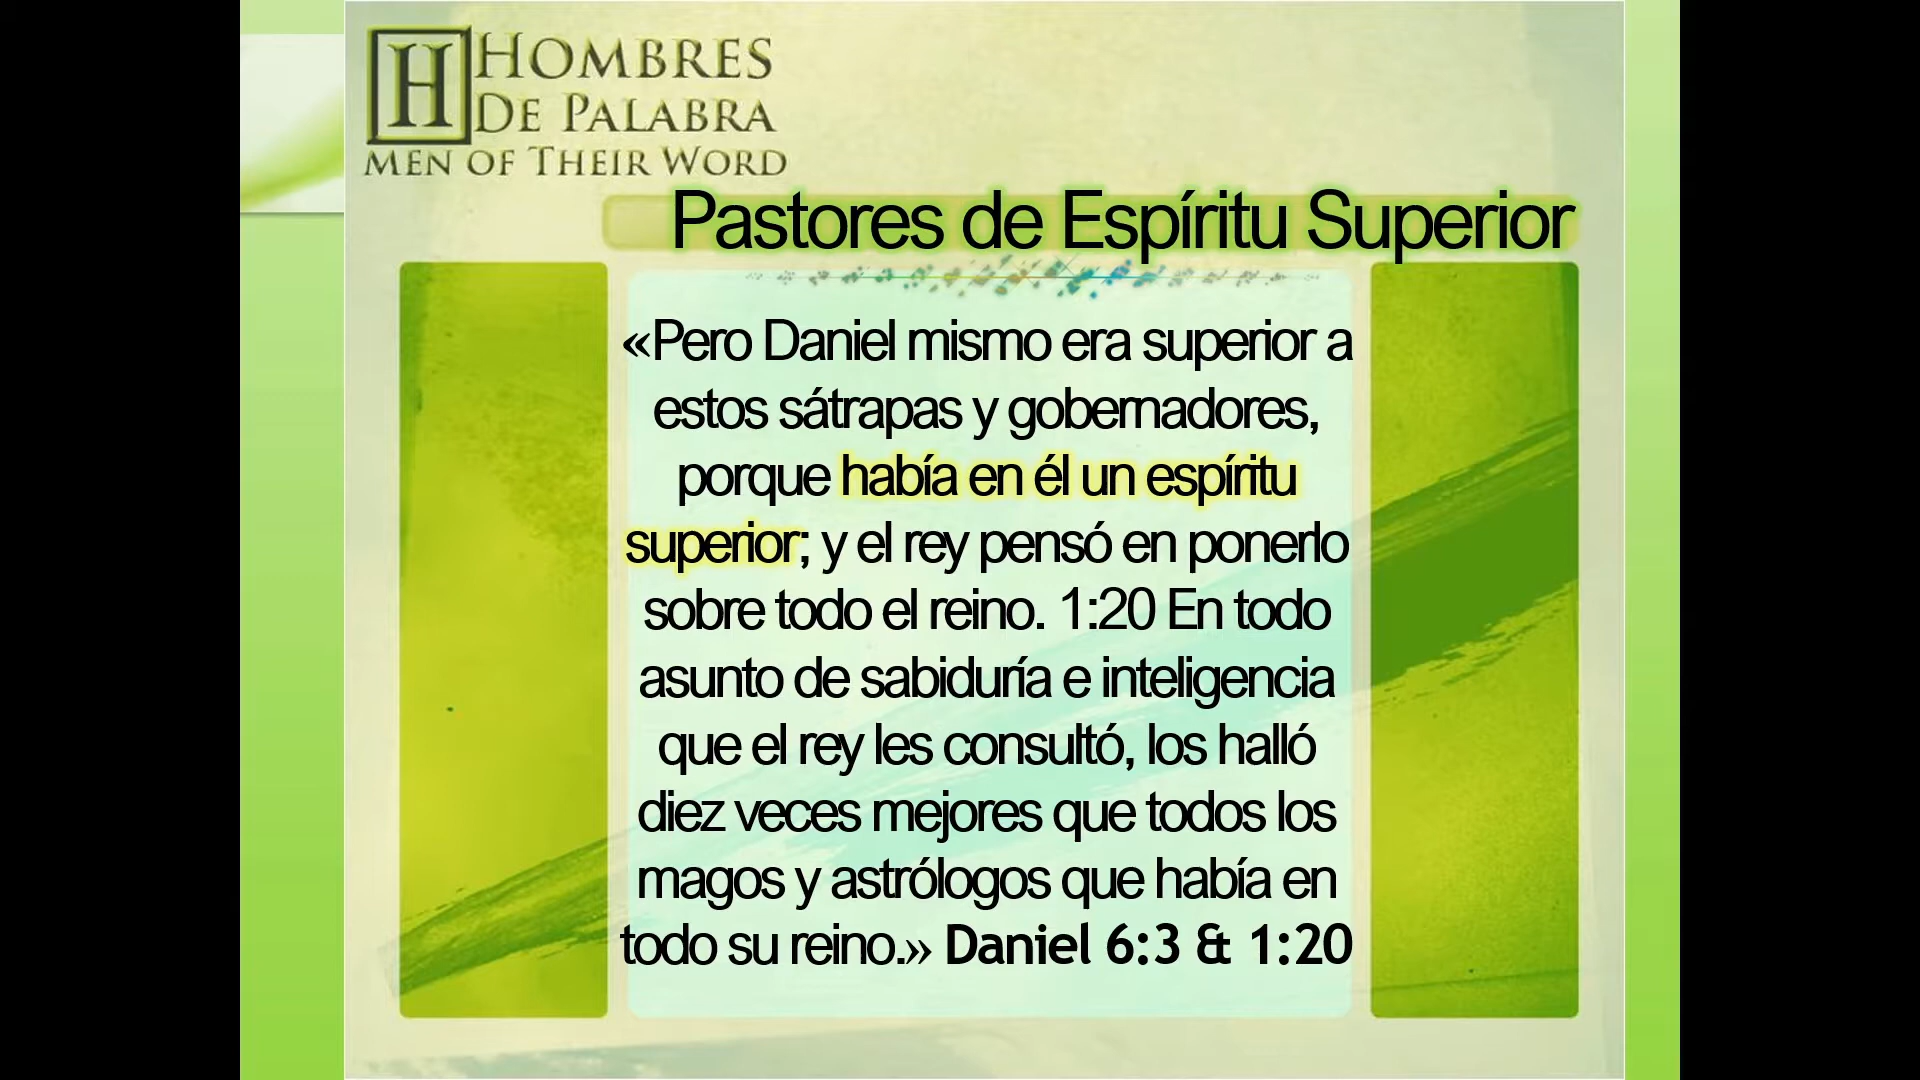 H HOMBRES
DE PALABRA
MEN OF THEIR WORD
Pastores de Espíritu Superior
«Pero Daniel mismo era superior a
estos sátrapas y gobernadores,
porque había en él un espíritu
superior; y el rey pensó en ponerlo
sobre todo el reino. 1:20 En todo
asunto de sabiduría e inteligencia
que el rey les consultó, los halló
diez veces mejores que todos los
magos y astrólogos que había en
todo su reino.» Daniel 6:3 & 1:20